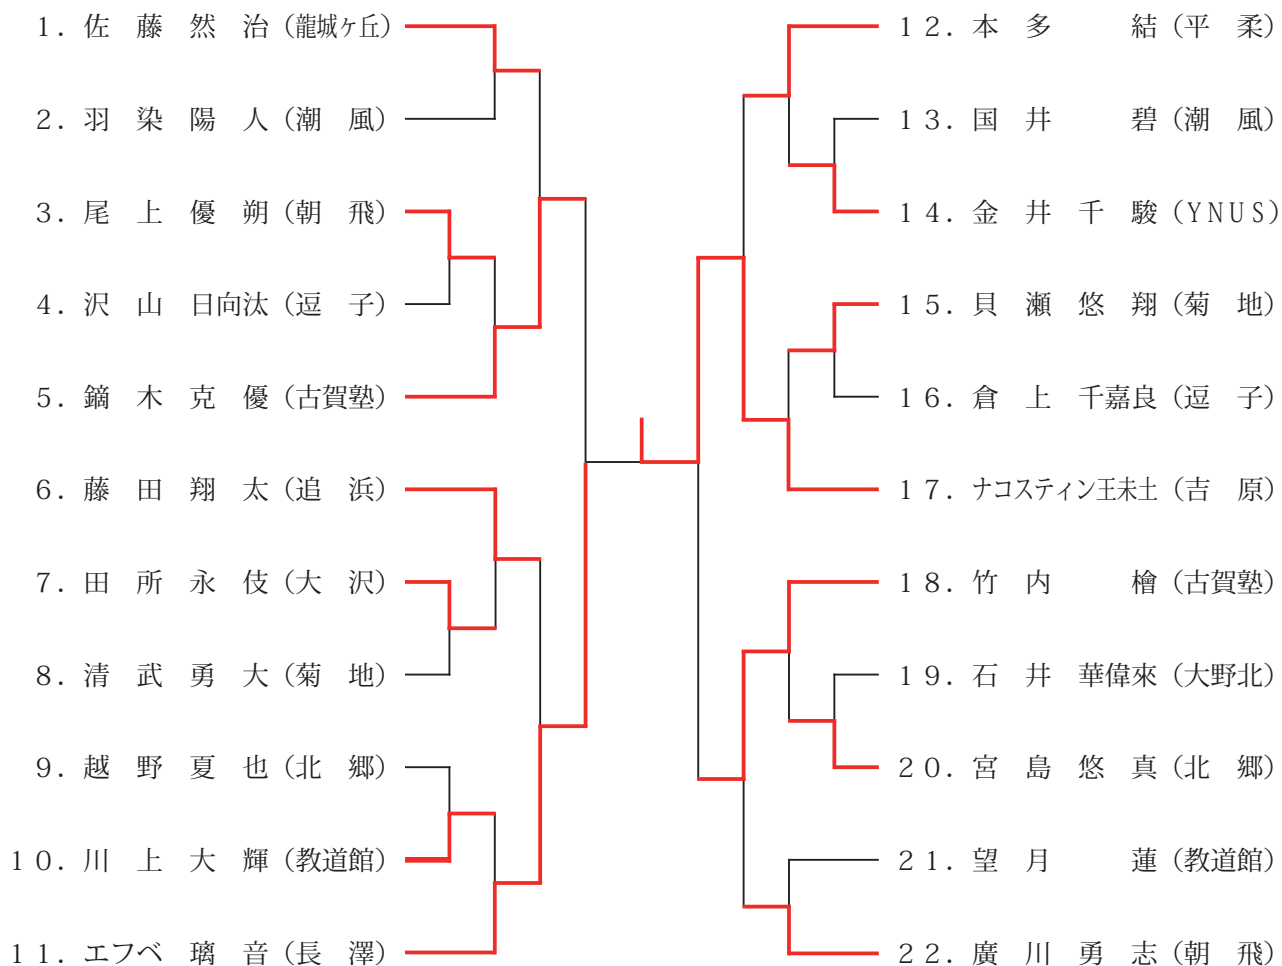 1. 佐藤然治（龍城ケ丘）
2. 羽染陽人（潮風）
3. 尾上優朔（朝飛）
4. 沢山日向汰（逗子）
5. 鏑木克優（古賀塾）
6. 藤田翔太（追浜）
7. 田所永伎（大沢）
8. 清武勇大（菊地）
9. 越野夏也（北郷）
10. 川上大輝（教道館）
11. エフベ璃音（長澤）
12. 本多結（平柔）
13. 国井碧（潮風）
14. 金井千駿（YNUS）
15. 貝瀬悠翔（菊地）
16. 倉上千嘉良（逗子）
17. ナコスティン王未土（吉原）
18. 竹内檜（古賀塾）
19. 石井華偉來（大野北）
20. 宮島悠真（北郷）
21. 望月蓮（教道館）
22. 廣川勇志（朝飛）